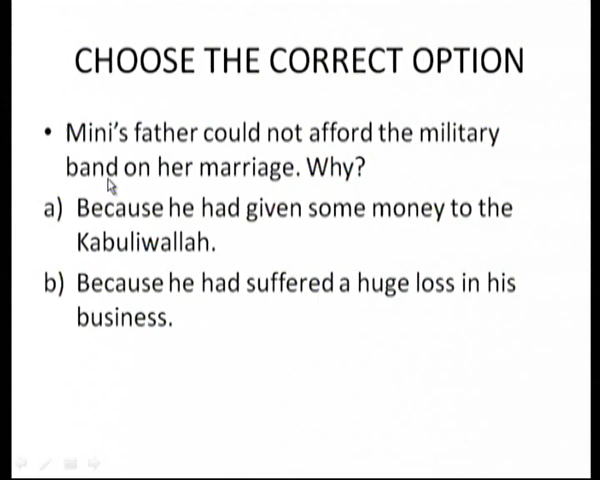 CHOOSE THE CORRECT OPTION
• Mini's father could not afford the military
band on her marriage. Why?
a) Because he had given some money to the
Kabuliwallah.
b) Because he had suffered a huge loss in his
business.